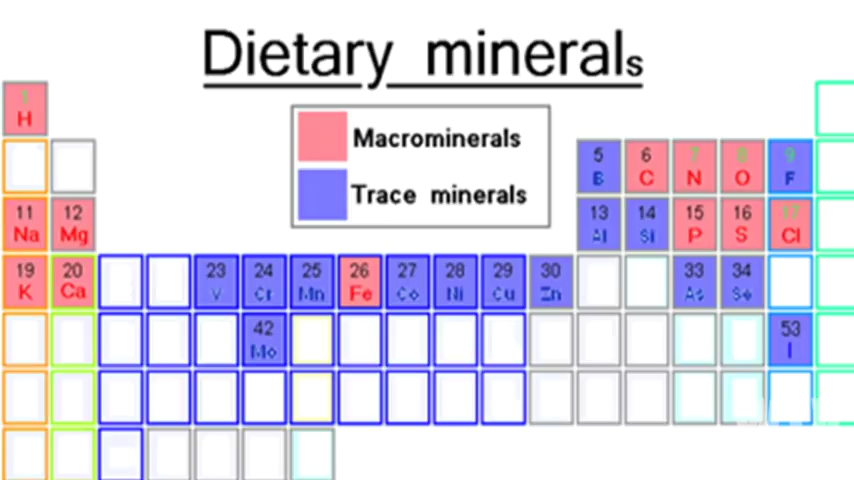 Dietary minerals
1
H
Macrominerals
Trace minerals
5 6 7 8 9
B C N O F
11 12 13 14 15 16 17
Na Mg Al Si P S Cl
19 20 23 24 25 26 27 28 29 30 33 34
K Ca V Cr Mn Fe Co Ni Cu Zn As Se
42 53
Mo I